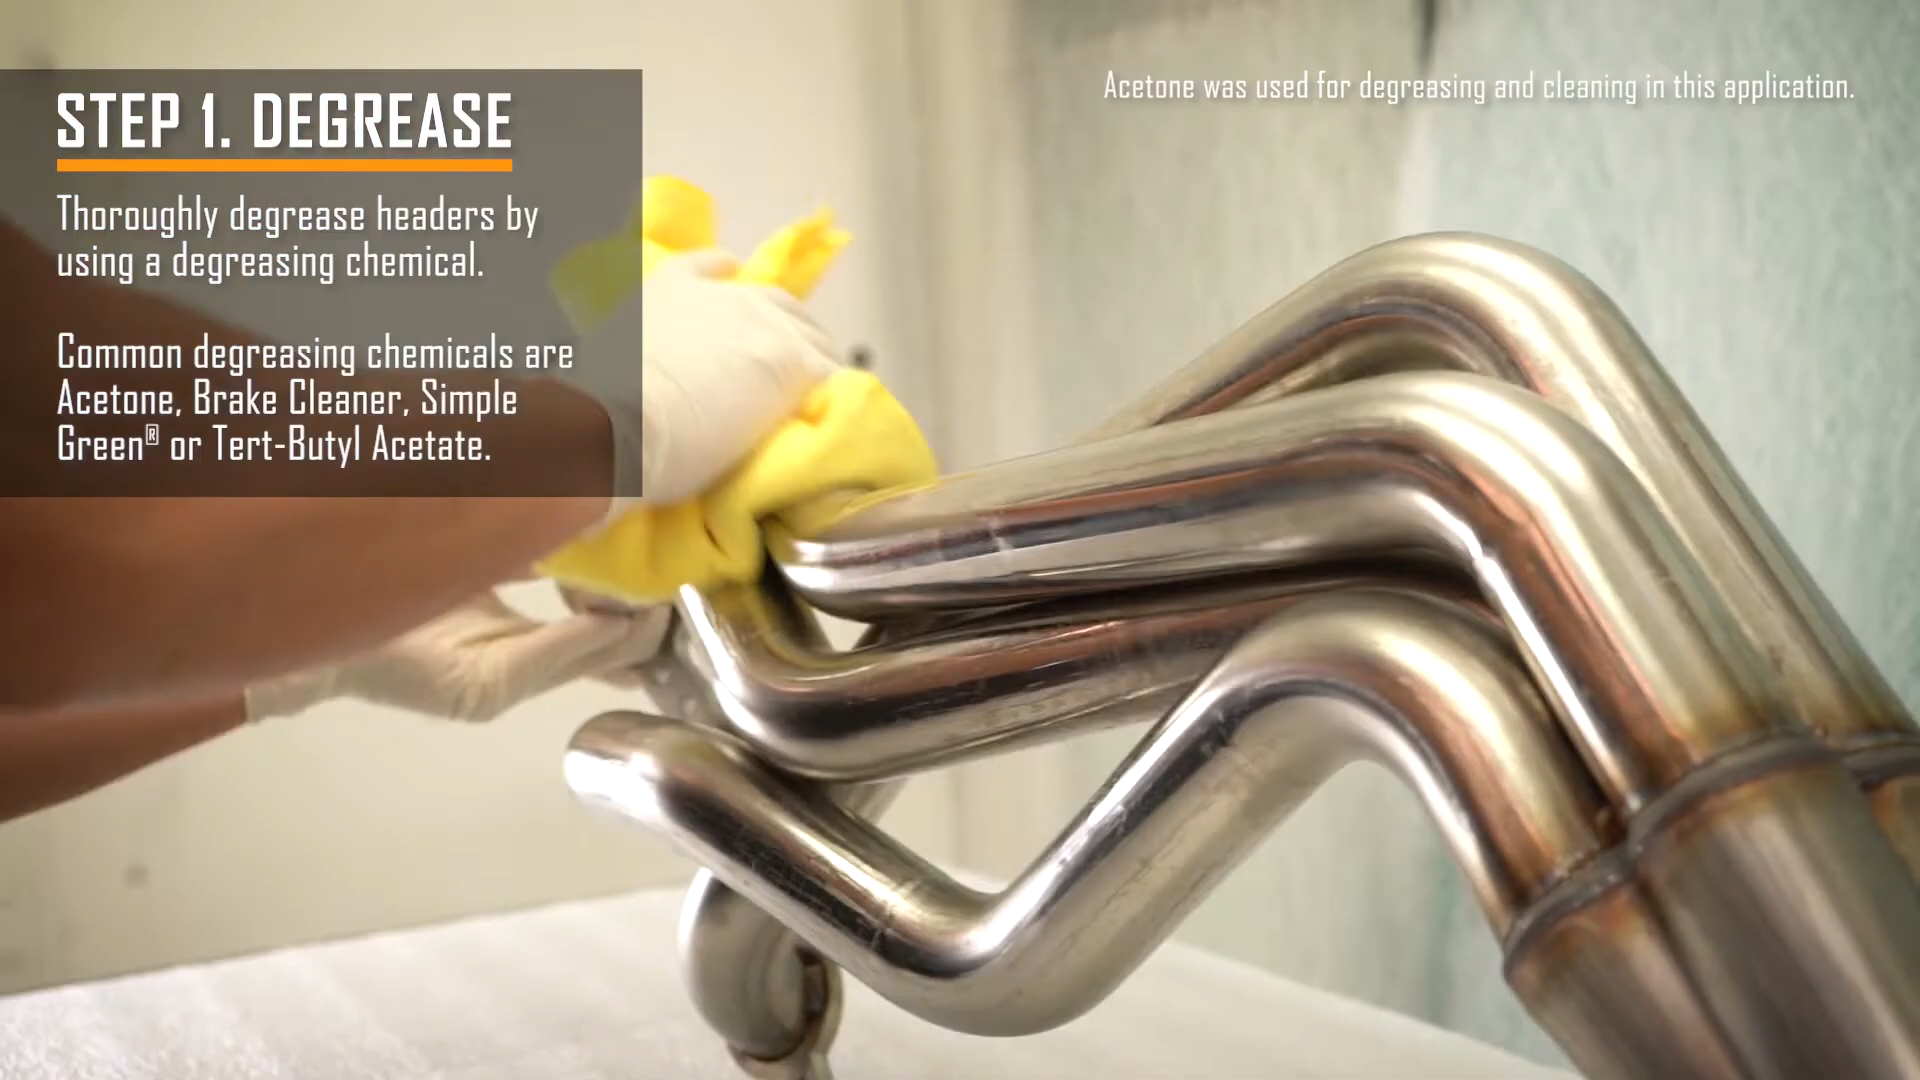 STEP 1. DEGREASE
Thoroughly degrease headers by
using a degreasing chemical.
Common degreasing chemicals are
Acetone, Brake Cleaner, Simple
Green® or Tert-Butyl Acetate.
Acetone was used for degreasing and cleaning in this application.